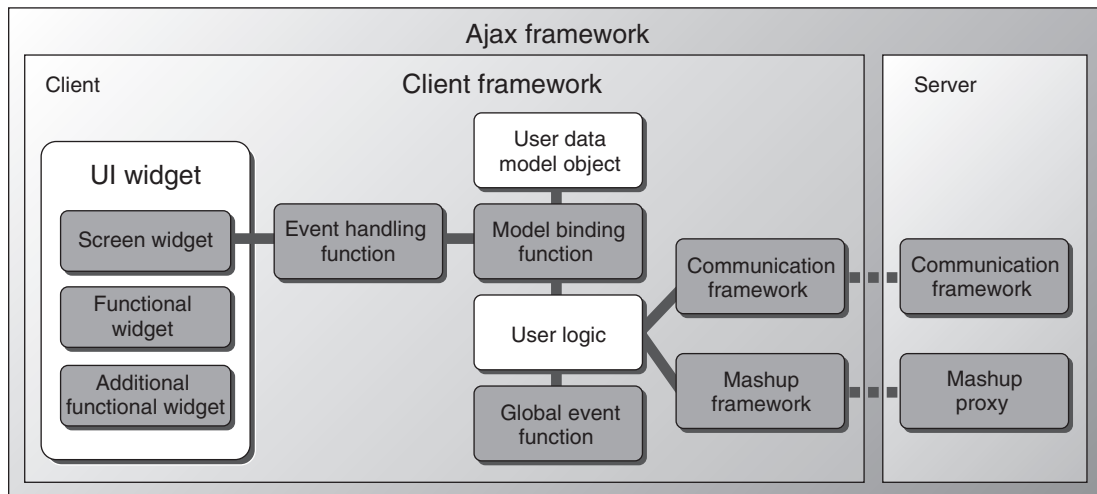 Ajax framework
Client
Client framework
Server
UI widget
Screen widget
Functional
widget
Additional
functional widget
Event handling
function
User data
model object
Model binding
function
User logic
Global event
function
Communication
framework
Mashup
framework
Communication
framework
Mashup
proxy